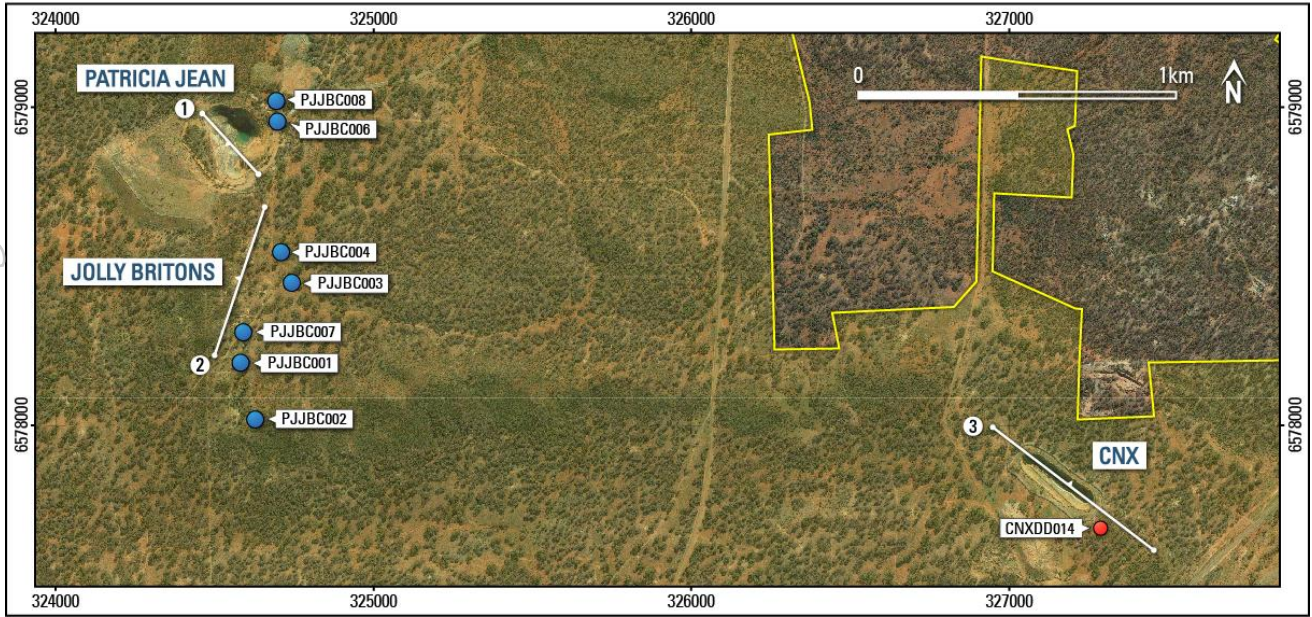 324000 325000 326000 327000
PATRICIA JEAN
0 1km
N
1
PJJBC008
6579000 6579000
PJJBC006
PJJBC004
JOLLY BRITONS
PJJBC003
PJJBC007
2
PJJBC001
PJJBC002
6578000 6578000
3
CNX
CNXDD014
324000 325000 326000 327000